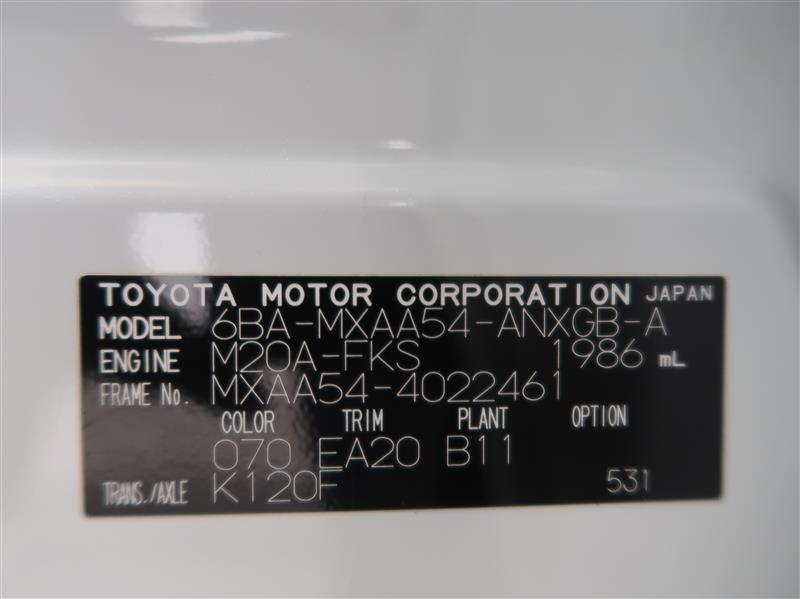 TOYOTA MOTOR CORPORATION JAPAN
MODEL 6BA-MXAA54-ANXGB-A
ENGINE M20A-FKS 1986 mL
FRAME No. MXAA54-4022461
COLOR TRIM PLANT OPTION
070 EA20 B11
TRANS./AXLE K120F 531